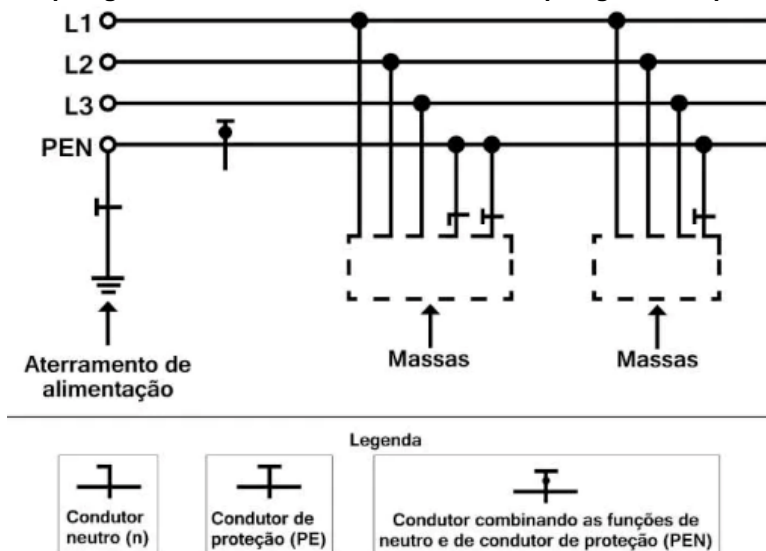 L1
L2
L3
PEN
Aterramento de
alimentação
Massas
Massas
Legenda
Condutor
neutro (n)
Condutor de
proteção (PE)
Condutor combinando as funções de
neutro e de condutor de proteção (PEN)